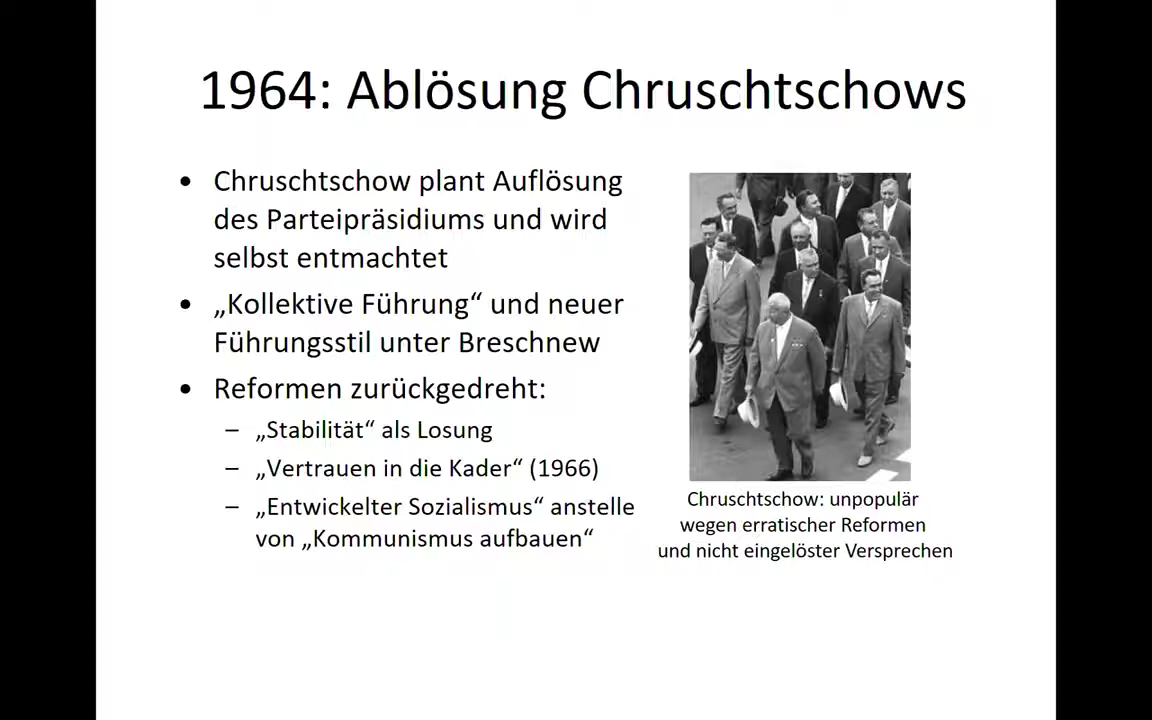 1964: Ablösung Chruschtschows
• Chruschtschow plant Auflösung
des Parteipräsidiums und wird
selbst entmachtet
• „Kollektive Führung“ und neuer
Führungsstil unter Breschnew
• Reformen zurückgedreht:
– „Stabilität“ als Losung
– „Vertrauen in die Kader“ (1966)
– „Entwickelter Sozialismus“ anstelle
von „Kommunismus aufbauen“
Chruschtschow: unpopulär
wegen erratischer Reformen
und nicht eingelöster Versprechen